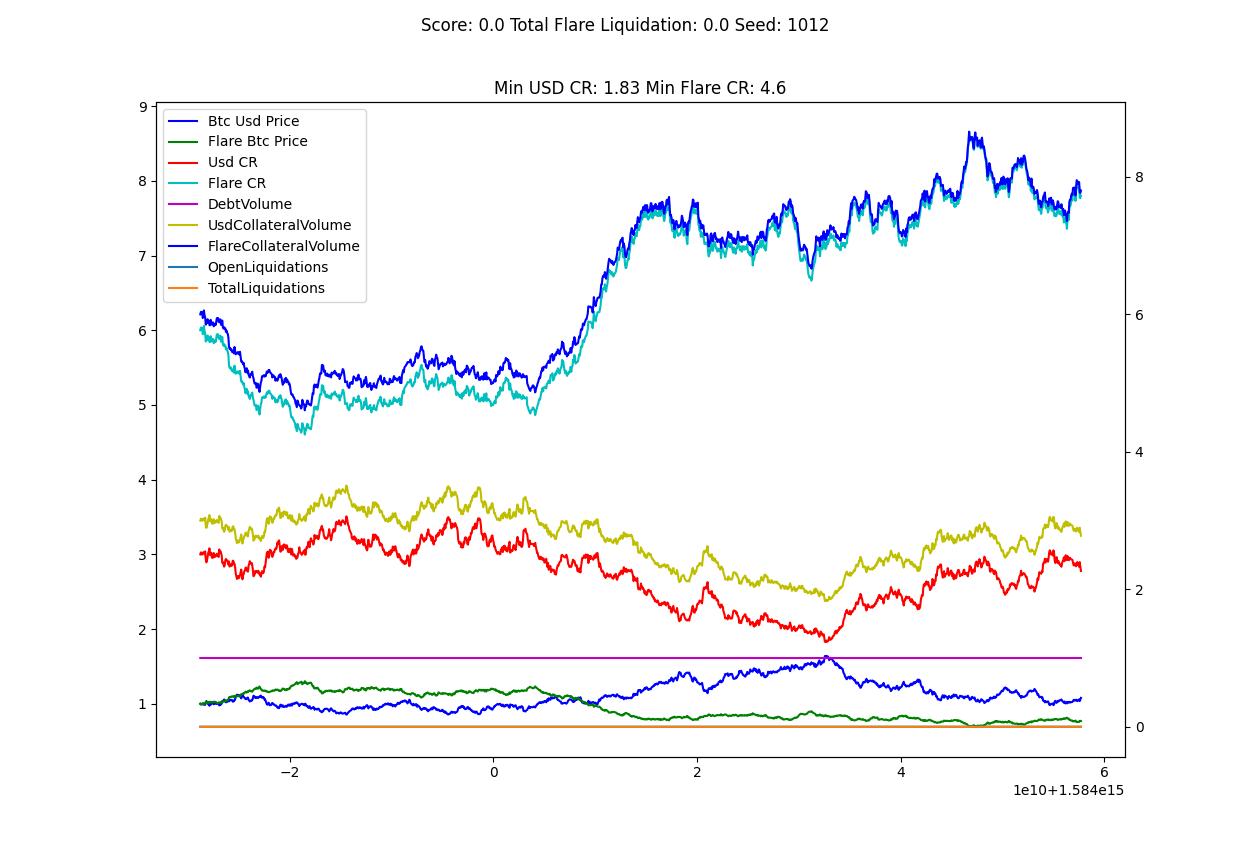 Score: 0.0 Total Flare Liquidation: 0.0 Seed: 1012
Min USD CR: 1.83 Min Flare CR: 4.6
Btc Usd Price
Flare Btc Price
Usd CR
Flare CR
DebtVolume
UsdCollateralVolume
FlareCollateralVolume
OpenLiquidations
TotalLiquidations
9
8
7
6
5
4
3
2
1
8
6
4
2
0
−2
0
2
4
6
1e10+1.584e15